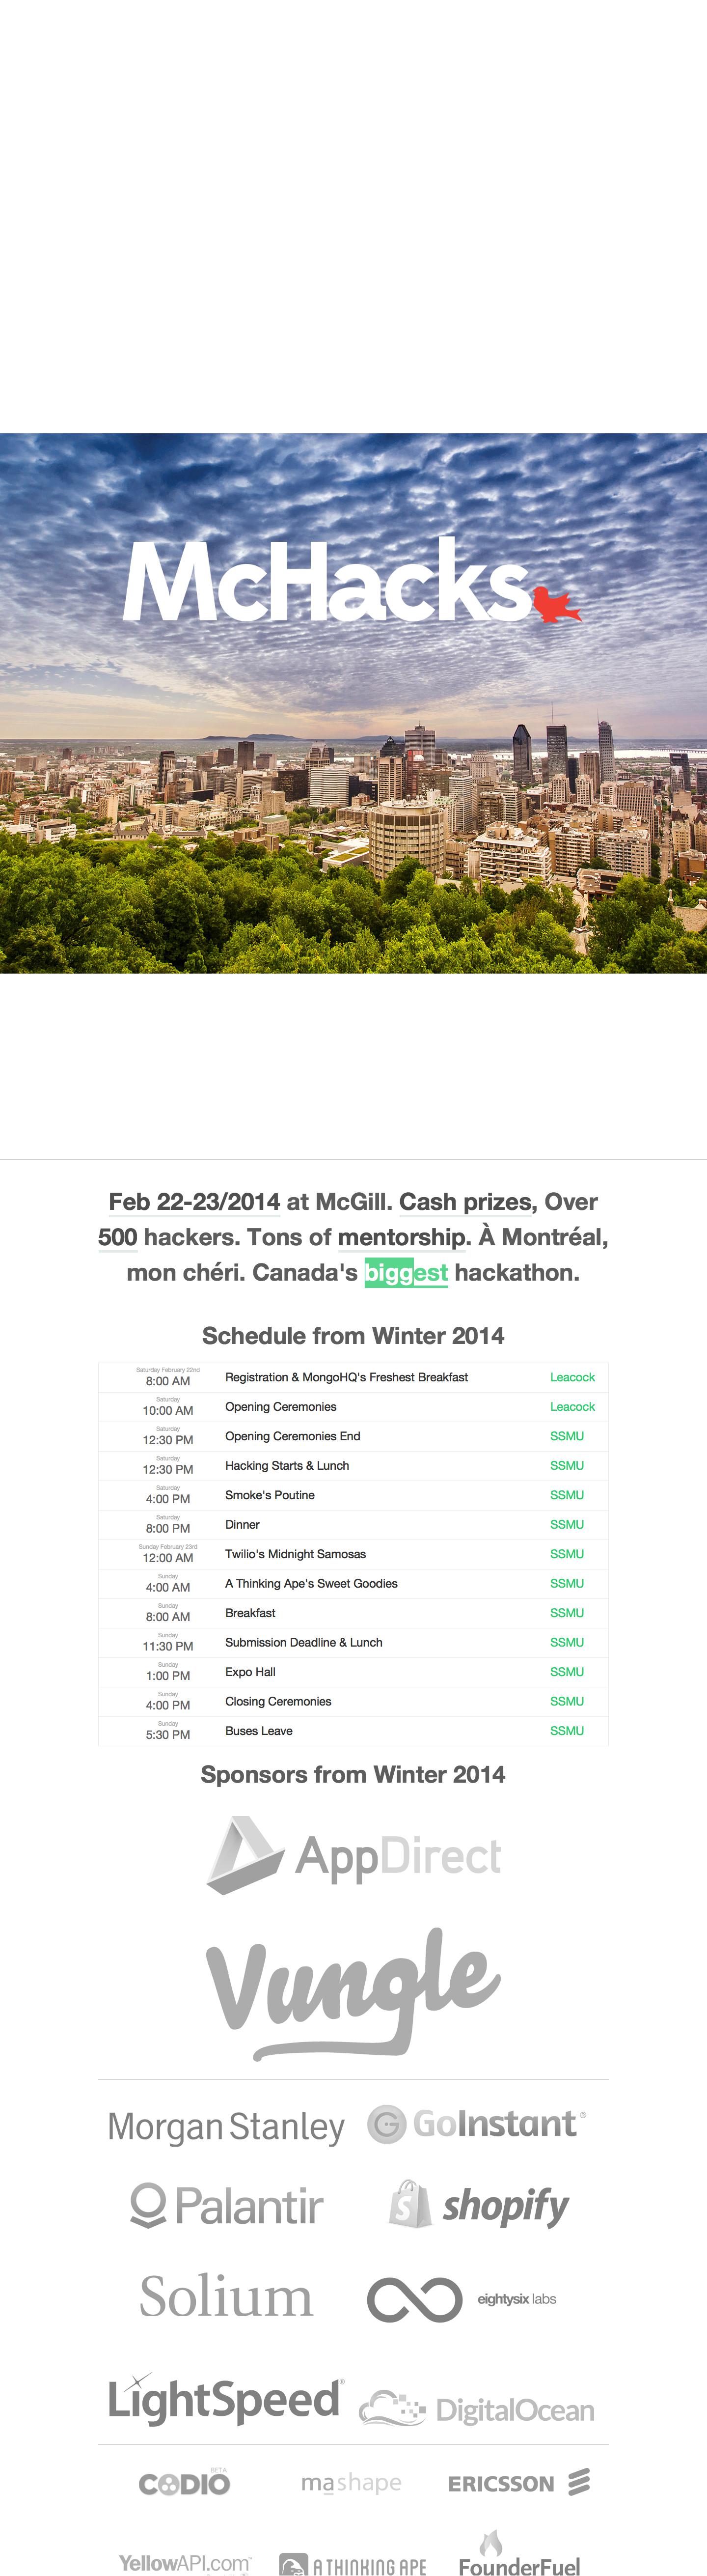 McHacks
Feb 22-23/2014 at McGill. Cash prizes, Over
500 hackers. Tons of mentorship. À Montréal,
mon chéri. Canada's biggest hackathon.
Schedule from Winter 2014
Saturday February 22nd
8:00 AM Registration & MongoHQ's Freshest Breakfast Leacock
Saturday
10:00 AM Opening Ceremonies Leacock
Saturday
12:30 PM Opening Ceremonies End SSMU
Saturday
12:30 PM Hacking Starts & Lunch SSMU
Saturday
4:00 PM Smoke's Poutine SSMU
Saturday
8:00 PM Dinner SSMU
Sunday February 23rd
12:00 AM Twilio's Midnight Samosas SSMU
Sunday
4:00 AM A Thinking Ape's Sweet Goodies SSMU
Sunday
8:00 AM Breakfast SSMU
Sunday
11:30 PM Submission Deadline & Lunch SSMU
Sunday
1:00 PM Expo Hall SSMU
Sunday
4:00 PM Closing Ceremonies SSMU
Sunday
5:30 PM Buses Leave SSMU
Sponsors from Winter 2014
AppDirect
Vungle
Morgan Stanley GoInstant®
Palantir shopify
Solium eightysix labs
LightSpeed® DigitalOcean
CODIO BETA mashape ERICSSON
YellowAPI.com™ A THINKING APE FounderFuel